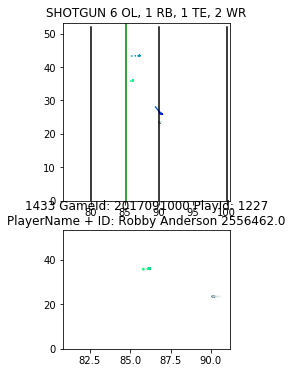 SHOTGUN 6 OL, 1 RB, 1 TE, 2 WR
50
40
30
20
10
0
80 85 90 95 100
1433 GameId: 2017091000 PlayId: 1227
PlayerName + ID: Robby Anderson 2556462.0
40
20
0
82.5 85.0 87.5 90.0